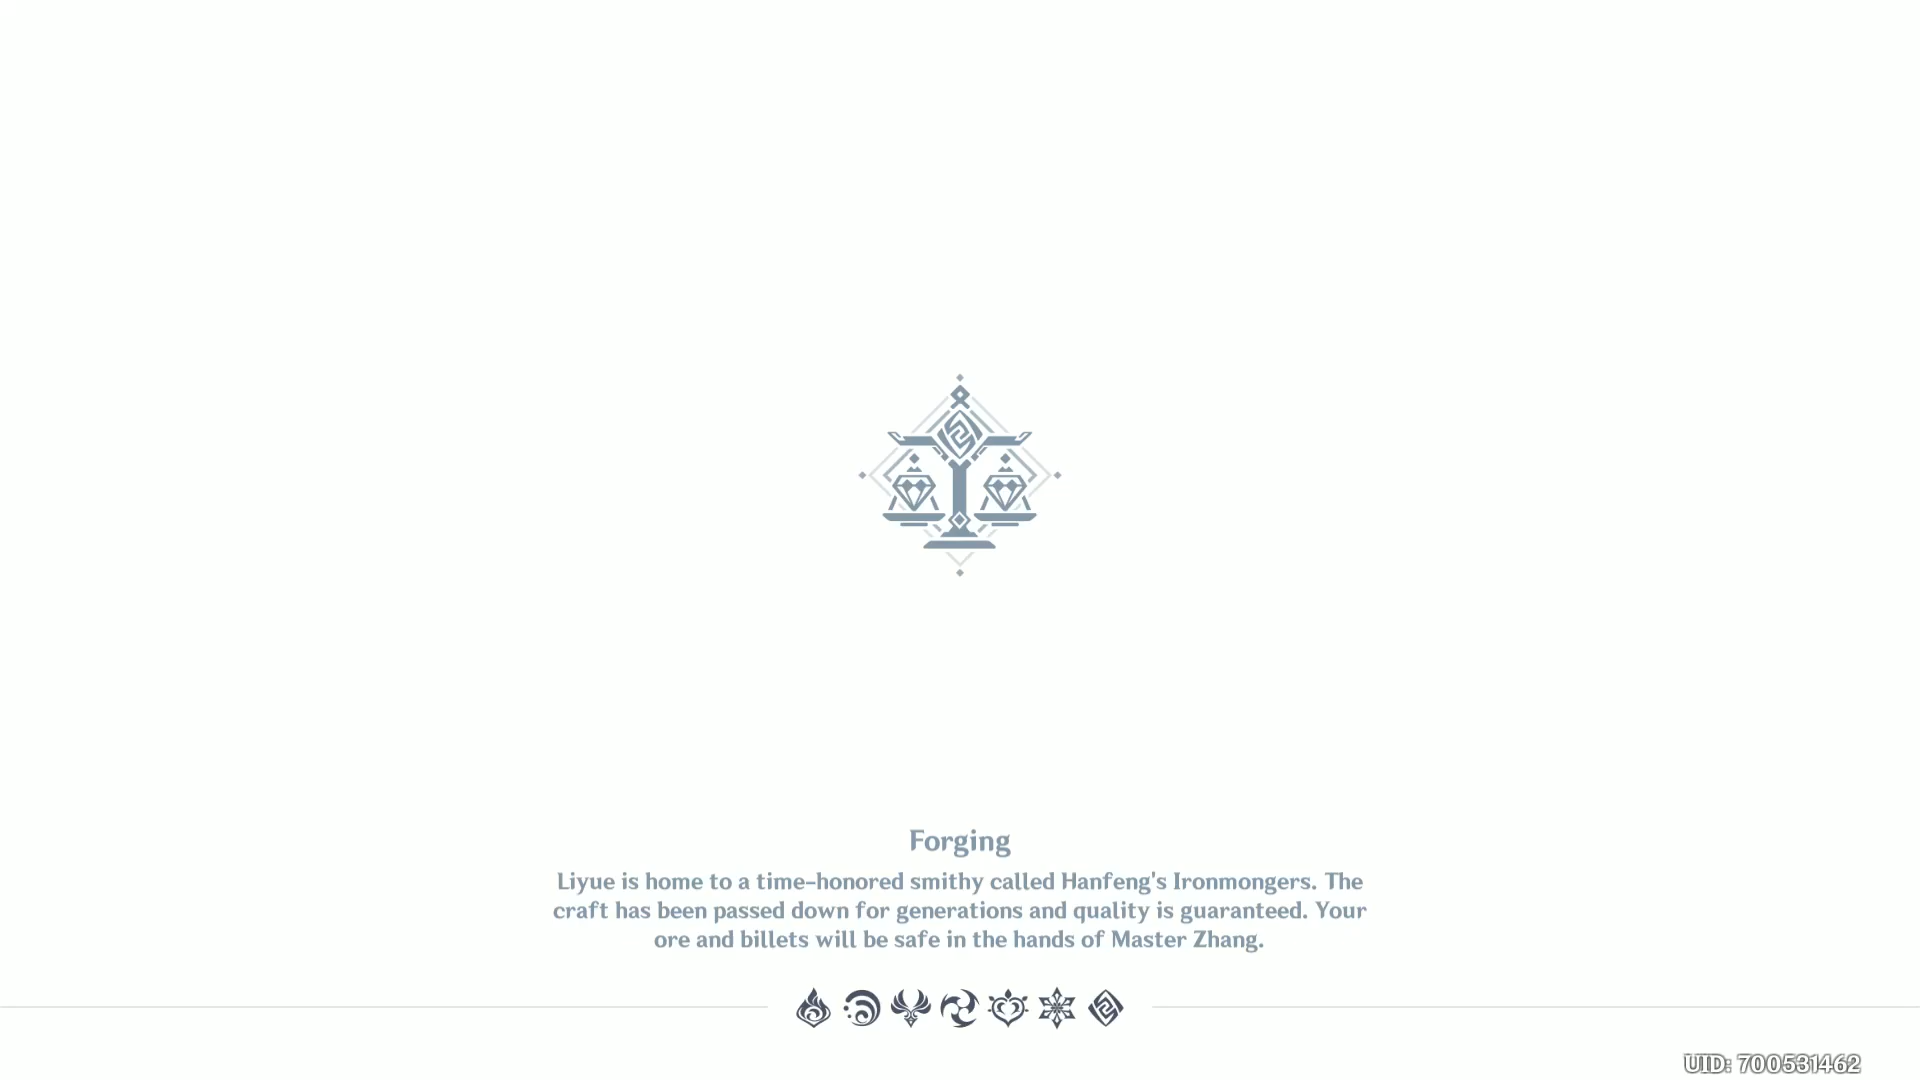 Forging
Liyue is home to a time-honored smithy called Hanfeng's Ironmongers. The
craft has been passed down for generations and quality is guaranteed. Your
ore and billets will be safe in the hands of Master Zhang.
UID: 700531462